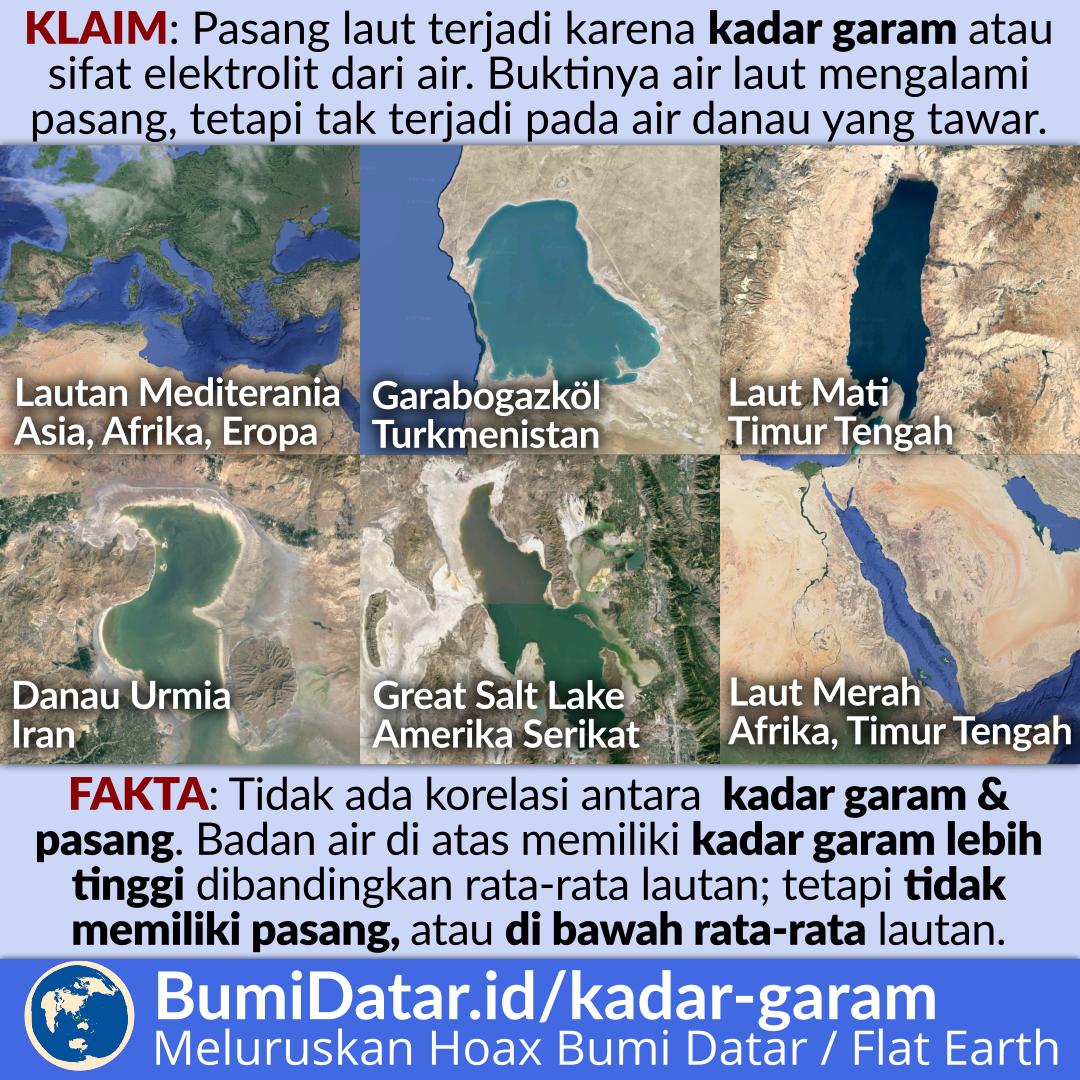 KLAIM: Pasang laut terjadi karena kadar garam atau
sifat elektrolit dari air. Buktinya air laut mengalami
pasang, tetapi tak terjadi pada air danau yang tawar.
Lautan Mediterania
Asia, Afrika, Eropa
Garabogazköl
Turkmenistan
Laut Mati
Timur Tengah
Danau Urmia
Iran
Great Salt Lake
Amerika Serikat
Laut Merah
Afrika, Timur Tengah
FAKTA: Tidak ada korelasi antara kadar garam &
pasang. Badan air di atas memiliki kadar garam lebih
tinggi dibandingkan rata-rata lautan; tetapi tidak
memiliki pasang, atau di bawah rata-rata lautan.
BumiDatar.id/kadar-garam
Meluruskan Hoax Bumi Datar / Flat Earth